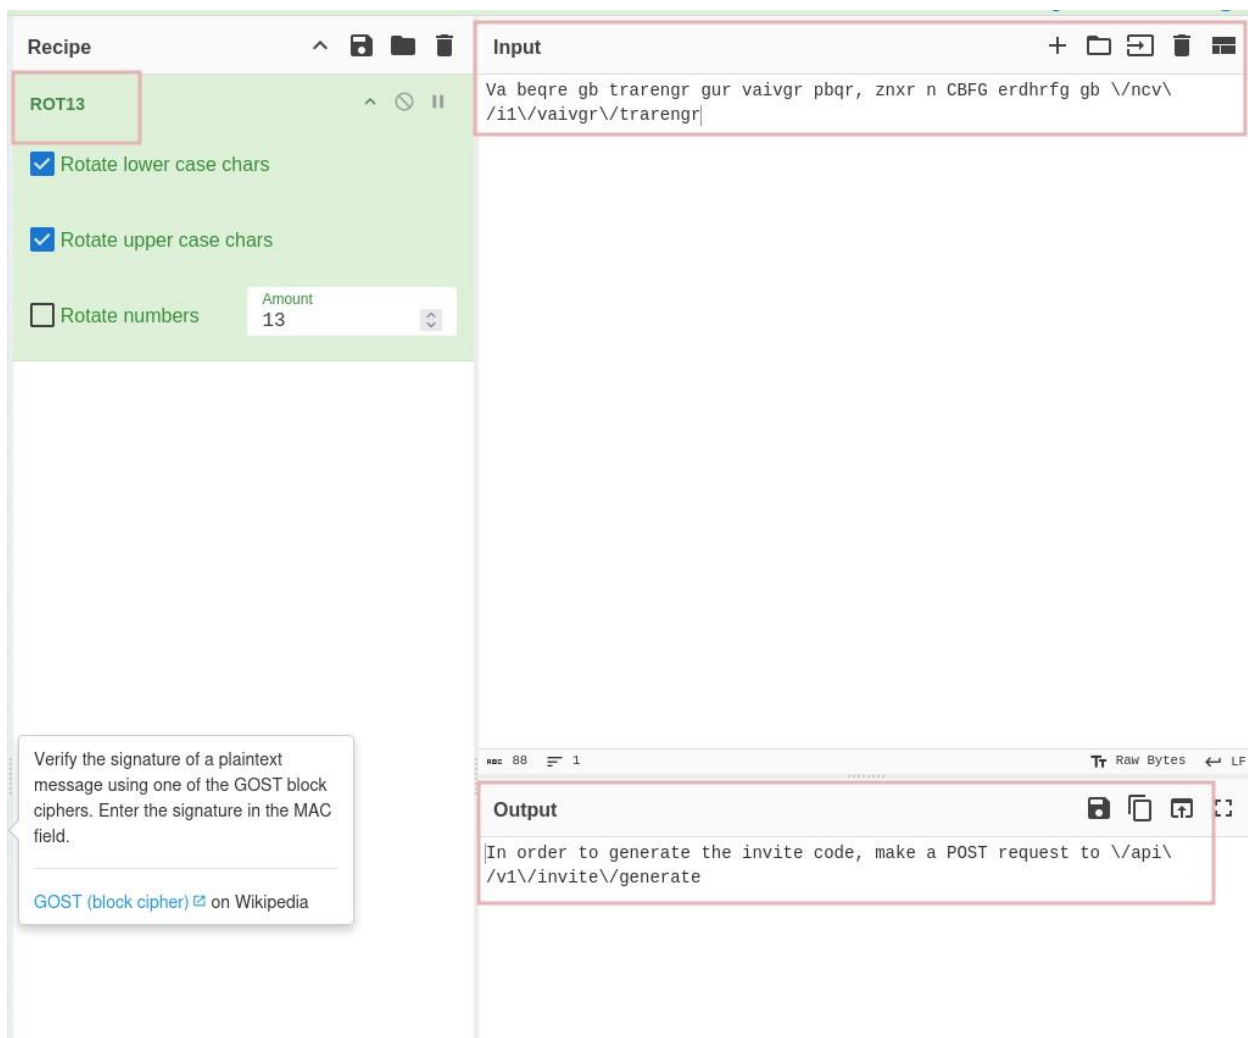 Recipe
ROT13
Rotate lower case chars
Rotate upper case chars
Rotate numbers
Amount
13
Verify the signature of a plaintext
message using one of the GOST block
ciphers. Enter the signature in the MAC
field.
GOST (block cipher) on Wikipedia
Input
Va beqre gb trarengr gur vaivgr pbqr, znxr n CBFG erdhrfg gb \/ncv\
/i1\/vaivgr\/trarengr
ABC 88 1
Tт Raw Bytes LF
Output
In order to generate the invite code, make a POST request to \/api\
/v1\/invite\/generate